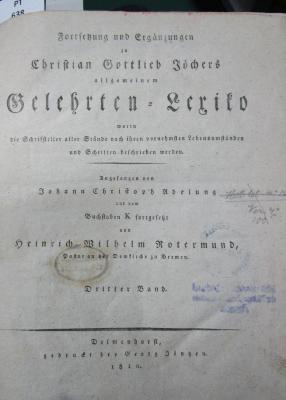 PT
638
Fortsetzung und Ergänzungen
zu
Christian Gottlieb Jöchers
allgemeinem
Gelehrten-Lexiko
worin
die Schriftsteller aller Stände nach ihren vornehmsten Lebensumständen
und Schriften beschrieben werden.
Angefangen von
Johann Christoph Adelung
und vom
Buchstaben K fortgesetzt
von
Heinrich Wilhelm Rotermund,
Pastor an der Domkirche zu Bremen.
Dritter Band.
Delmenhorst,
gedruckt bey Georg Jöntzen.
1810.